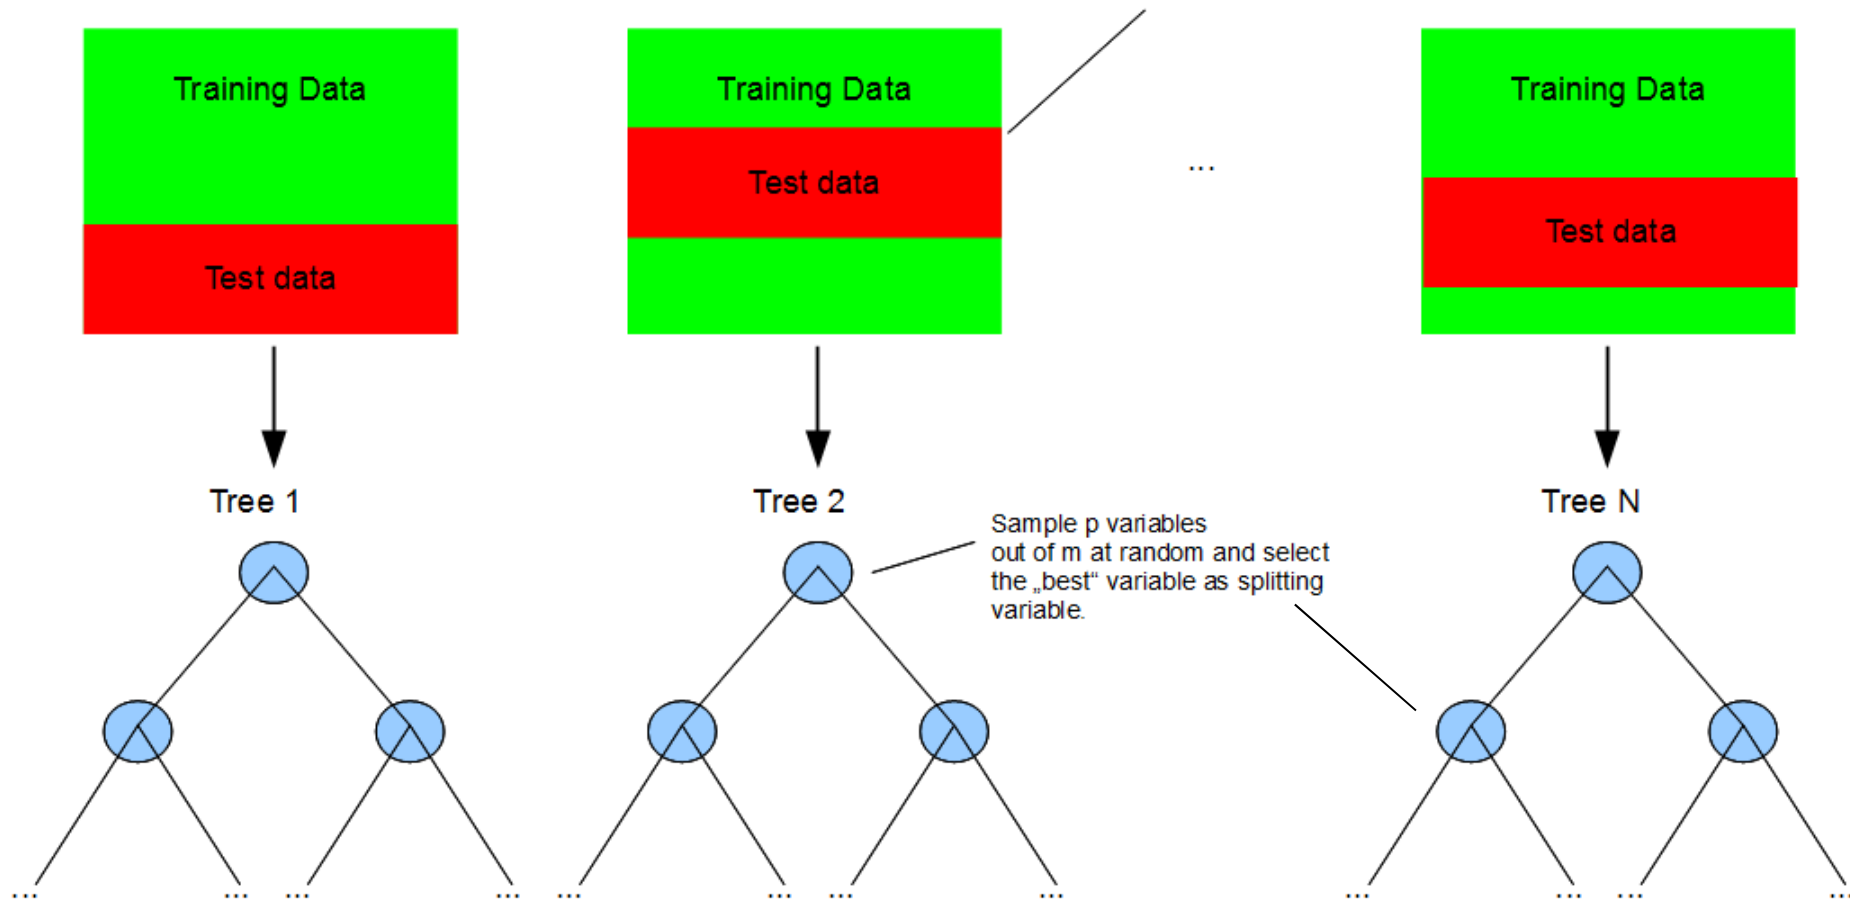 Training Data
Test data
Training Data
Test data
...
Training Data
Test data
Tree 1
Tree 2
Sample p variables
out of m at random and select
the „best“ variable as splitting
variable.
Tree N
... ... ... ... ... ... ... ... ... ... ... ...